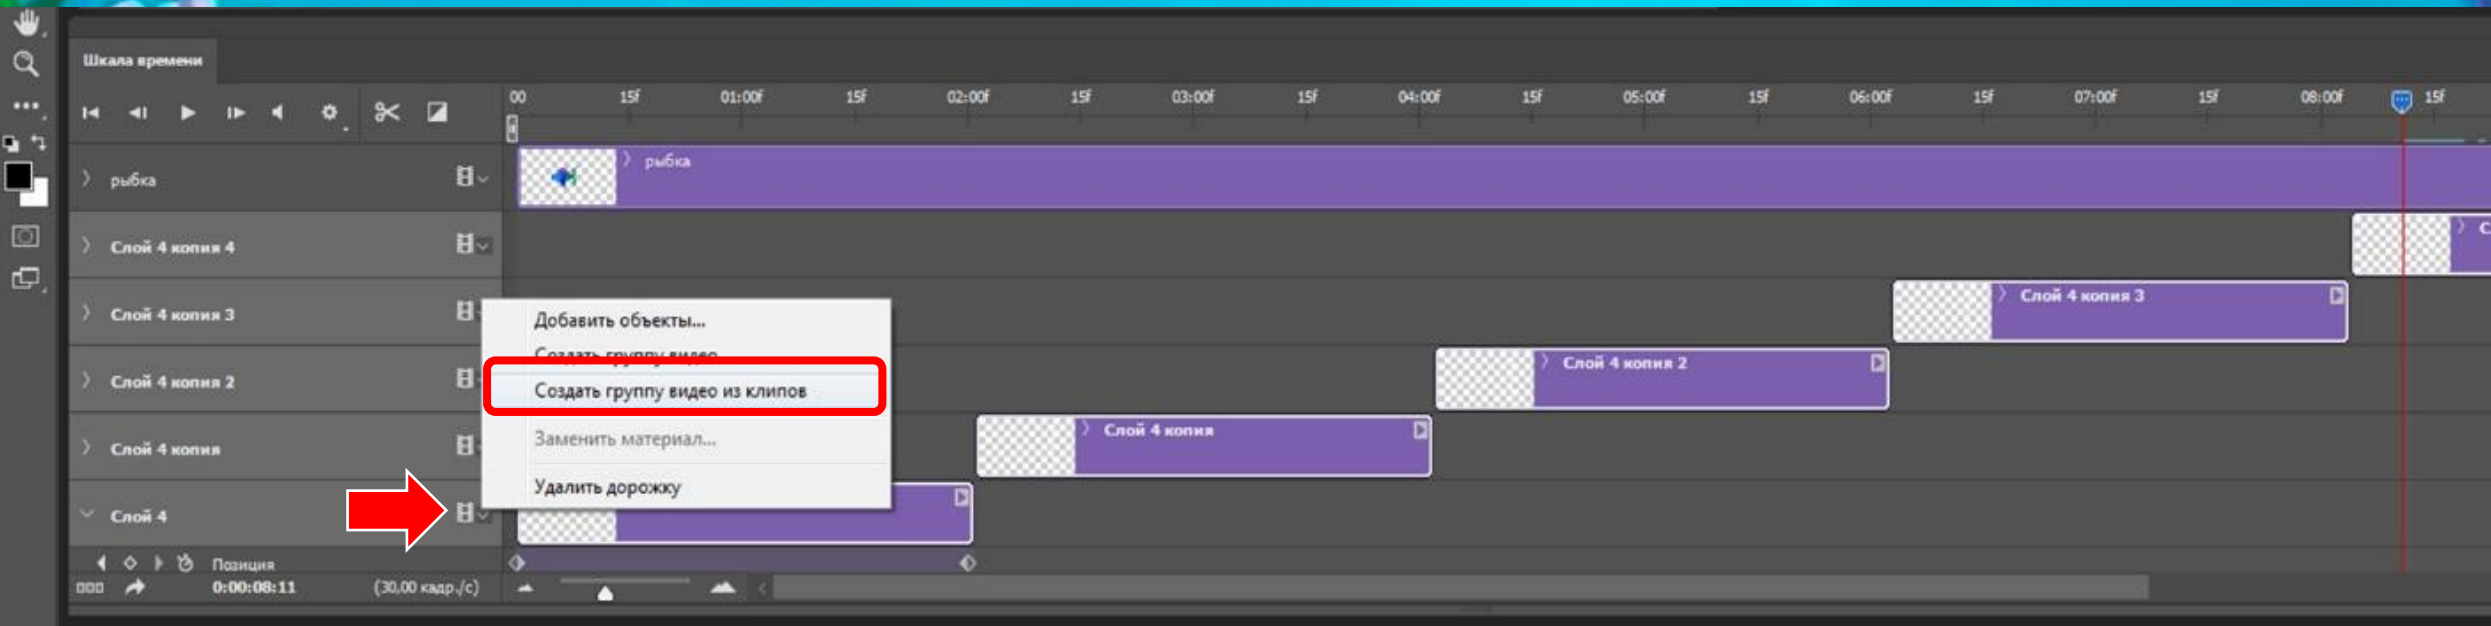 Шкала времени
00 15f 01:00f 15f 02:00f 15f 03:00f 15f 04:00f 15f 05:00f 15f 06:00f 15f 07:00f 15f 08:00f 15f
рыбка
рыбка
Слой 4 копия 4
С
Слой 4 копия 3
Слой 4 копия 3
Добавить объекты...
Создать группу видео
Слой 4 копия 2
Слой 4 копия 2
Создать группу видео из клипов
Слой 4 копия
Слой 4 копия
Заменить материал...
Удалить дорожку
Слой 4
Позиция
0:00:08:11 (30,00 кадр./с)